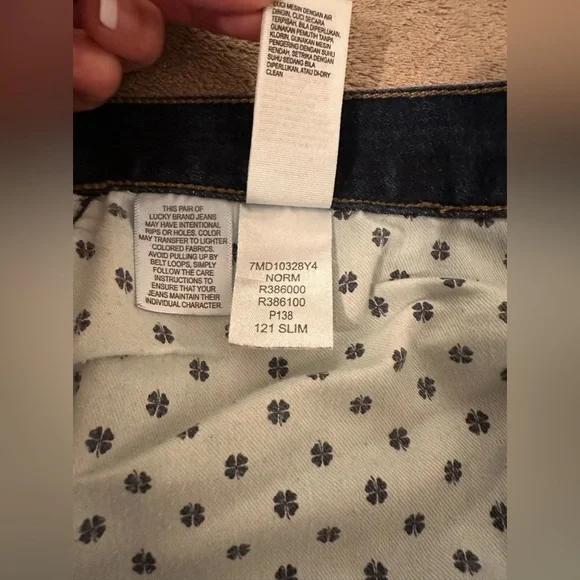 CUCI MESIN DENGAN AIR
DINGIN, CUCI SECARA
TERPISAH, BILA DIPERLUKAN,
GUNAKAN PEMUTIH TANPA
KLORIN, GUNAKAN MESIN
PENGERING DENGAN SUHU
RENDAH, SETRIKA DENGAN
SUHU SEDANG BILA
DIPERLUKAN, ATAU DI-DRY
CLEAN
THIS PAIR OF
LUCKY BRAND JEANS
MAY HAVE INTENTIONAL
RIPS OR HOLES. COLOR
MAY TRANSFER TO LIGHTER
COLORED FABRICS.
AVOID PULLING UP BY
BELT LOOPS, SIMPLY
FOLLOW THE CARE
INSTRUCTIONS TO
ENSURE THAT YOUR
JEANS MAINTAIN THEIR
INDIVIDUAL CHARACTER.
7MD10328Y4
NORM
R386000
R386100
P138
121 SLIM